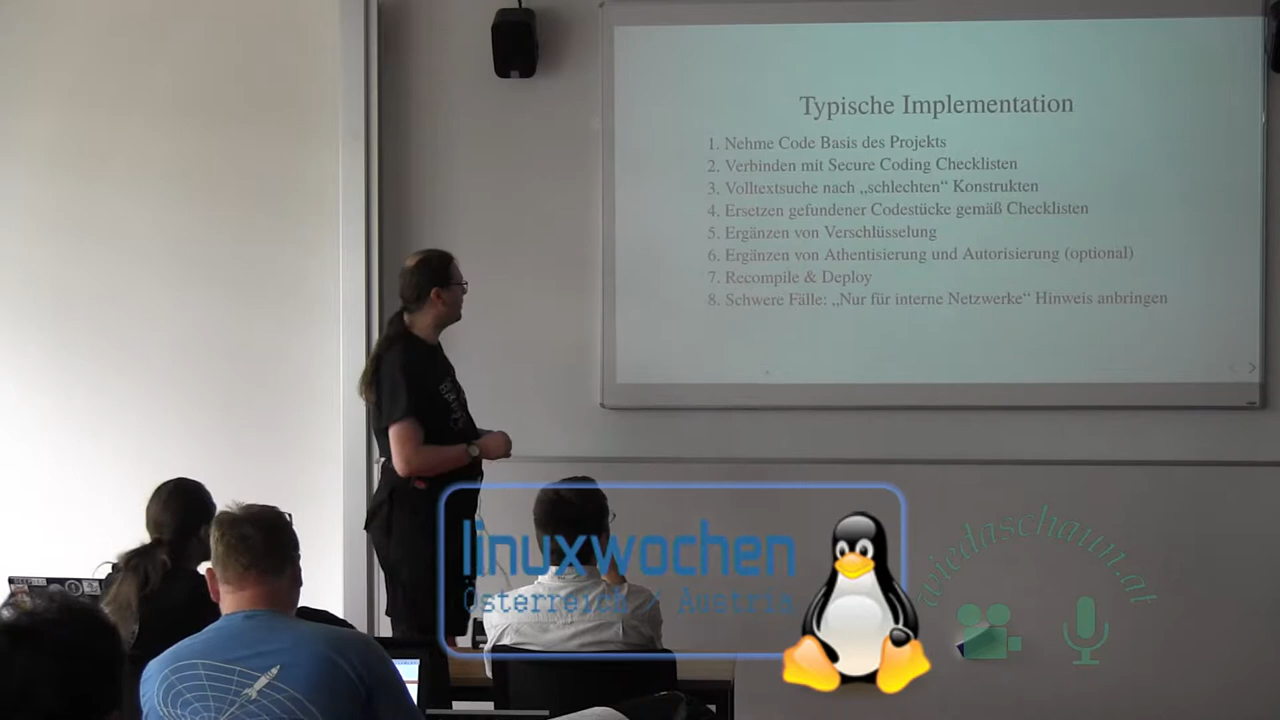 Typische Implementation
1. Nehme Code Basis des Projekts
2. Verbinden mit Secure Coding Checklisten
3. Volltextsuche nach „schlechten“ Konstrukten
4. Ersetzen gefundener Codestücke gemäß Checklisten
5. Ergänzen von Verschlüsselung
6. Ergänzen von Athentisierung und Autorisierung (optional)
7. Recompile & Deploy
8. Schwere Fälle: „Nur für interne Netzwerke“ Hinweis anbringen
linuxwochen
Österreich / Austria
wiedaschaun.at